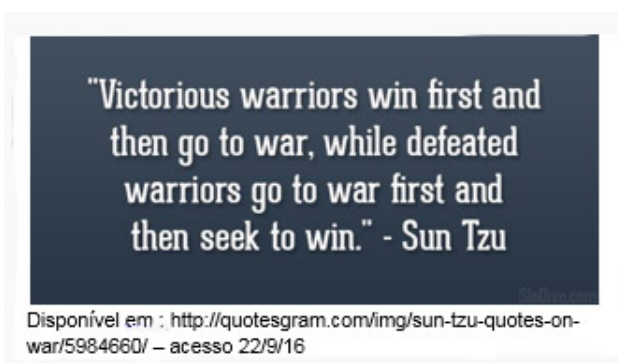 "Victorious warriors win first and
then go to war, while defeated
warriors go to war first and
then seek to win." - Sun Tzu
SloDive.com
Disponível em : http://quotesgram.com/img/sun-tzu-quotes-on-
war/5984660/ – acesso 22/9/16